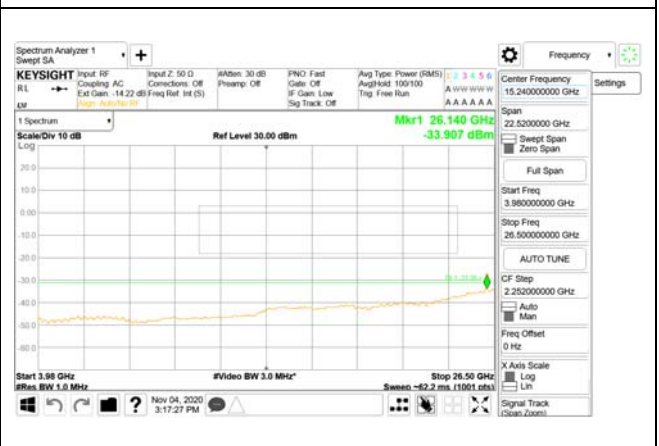 Spectrum Analyzer 1
Swept SA
Frequency
KEYSIGHT Input: RF Input Z: 50 Ω #Atten: 30 dB PNO: Fast Avg Type: Power (RMS) 1 2 3 4 5 6
RL Coupling: AC Corrections: Off Preamp: Off Gate: Off Avg|Hold: 100/100 A W W W W W
Ext Gain: -14.22 dB Freq Ref: Int (S) IF Gain: Low Trig: Free Run
Align: Auto/No RF Sig Track: Off A A A A A A
1 Spectrum
Mkr1 26.140 GHz
Scale/Div 10 dB Ref Level 30.00 dBm -33.907 dBm
Log
20.0
10.0
0.00
-10.0
-20.0
-30.0
-40.0
-50.0
-60.0
Start 3.98 GHz #Video BW 3.0 MHz* Stop 26.50 GHz
#Res BW 1.0 MHz Sweep ~62.2 ms (1001 pts)
Nov 04, 2020
3:17:27 PM
Center Frequency
15.240000000 GHz
Settings
Span
22.5200000 GHz
Swept Span
Zero Span
Full Span
Start Freq
3.980000000 GHz
Stop Freq
26.500000000 GHz
AUTO TUNE
CF Step
2.252000000 GHz
Auto
Man
Freq Offset
0 Hz
X Axis Scale
Log
Lin
Signal Track
(Span Zoom)